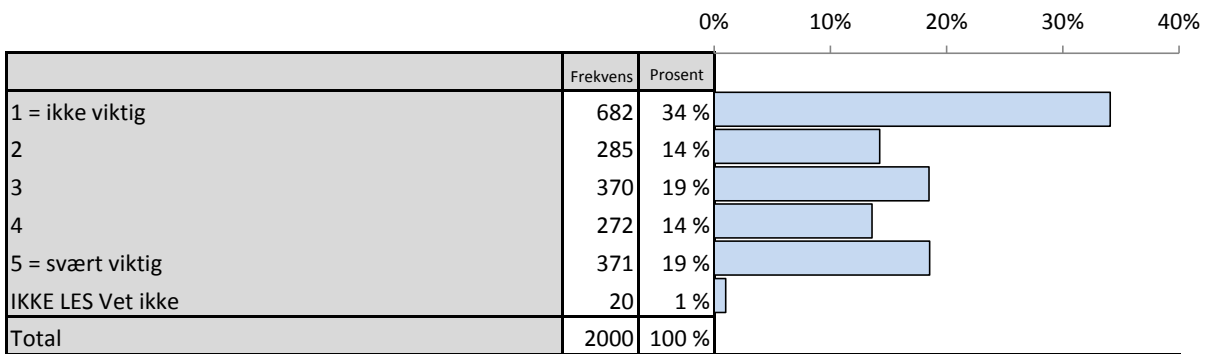 0% 10% 20% 30% 40%
Frekvens Prosent
1 = ikke viktig 682 34 %
2 285 14 %
3 370 19 %
4 272 14 %
5 = svært viktig 371 19 %
IKKE LES Vet ikke 20 1 %
Total 2000 100 %